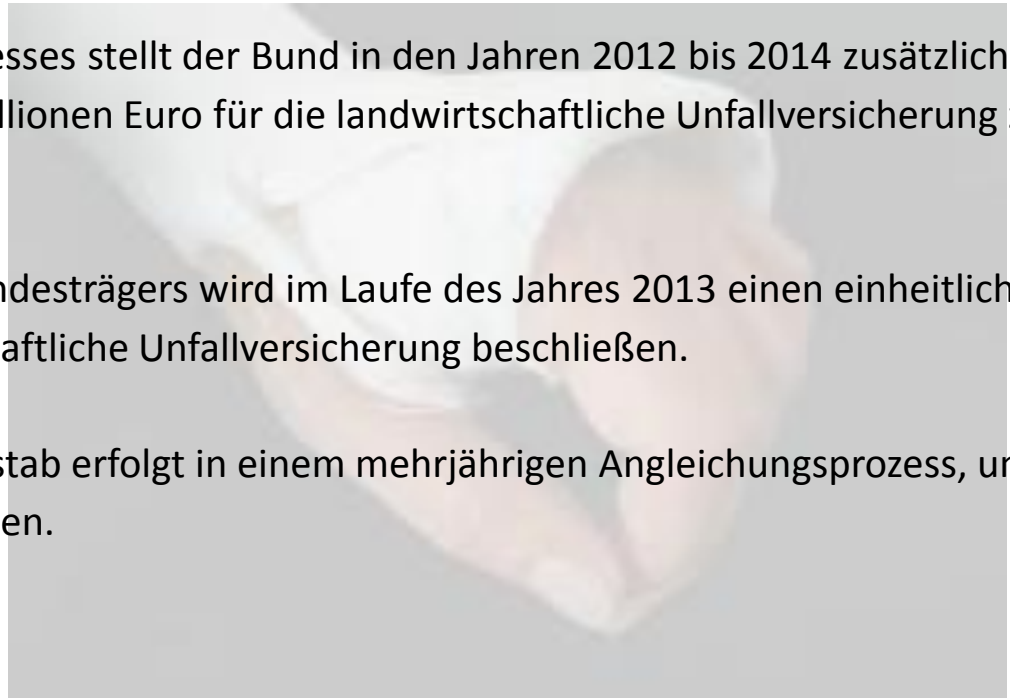 esses stellt der Bund in den Jahren 2012 bis 2014 zusätzlich
llionen Euro für die landwirtschaftliche Unfallversicherung
ndesträgers wird im Laufe des Jahres 2013 einen einheitlich
aftliche Unfallversicherung beschließen.
stab erfolgt in einem mehrjährigen Angleichungsprozess, un
en.